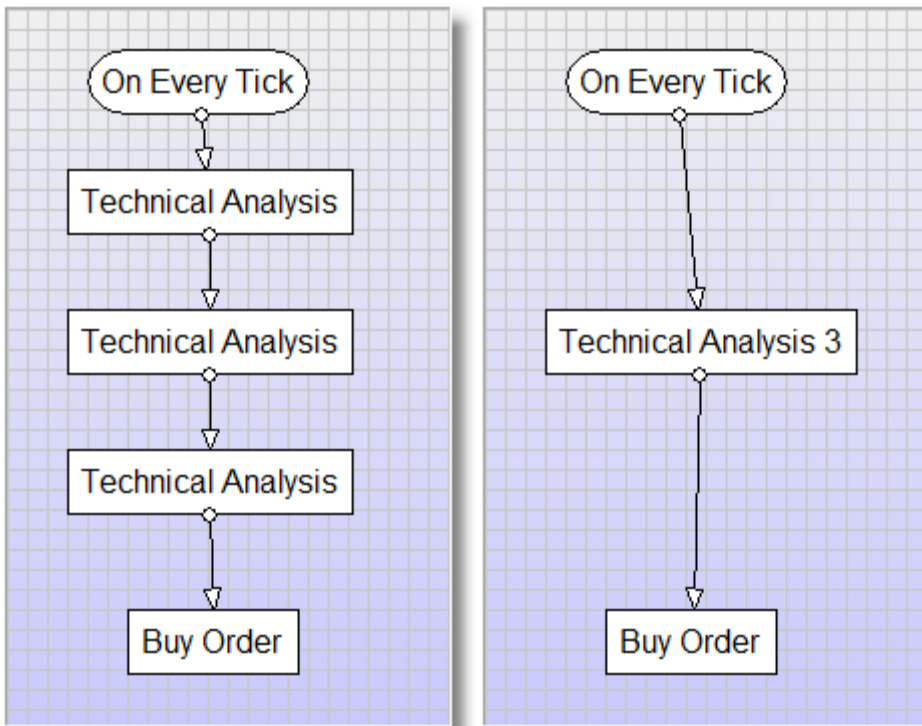 On Every Tick
Technical Analysis
Technical Analysis
Technical Analysis
Buy Order
On Every Tick
Technical Analysis 3
Buy Order